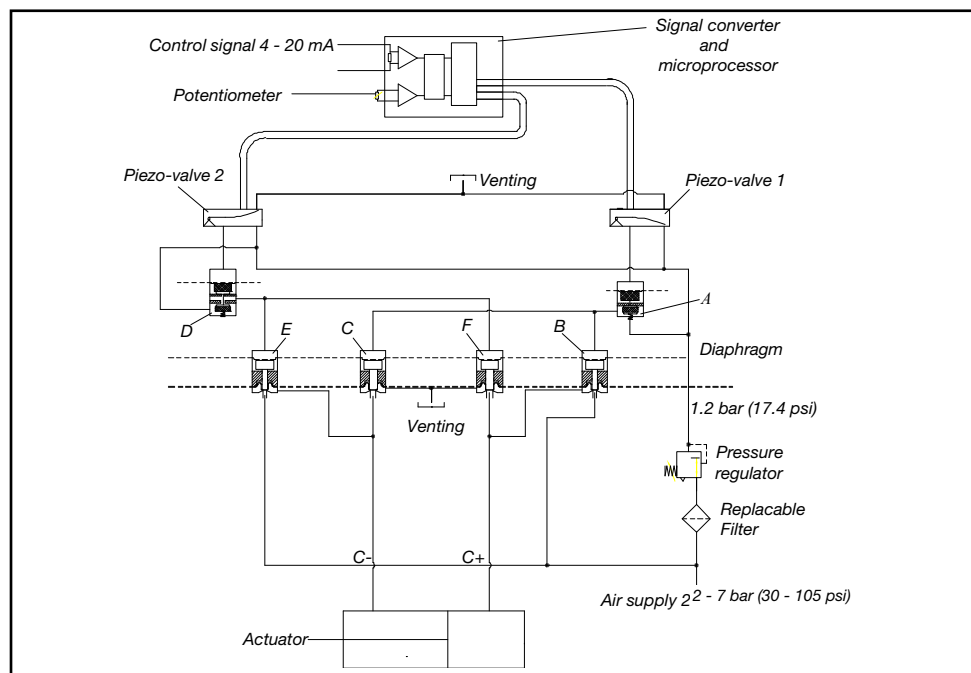 Control signal 4 - 20 mA
Signal converter
and
microprocessor
Potentiometer
Piezo-valve 2
Venting
Piezo-valve 1
D
A
E
C
F
B
Diaphragm
Venting
1.2 bar (17.4 psi)
Pressure
regulator
Replacable
Filter
C-
C+
Air supply 2 2 - 7 bar (30 - 105 psi)
Actuator